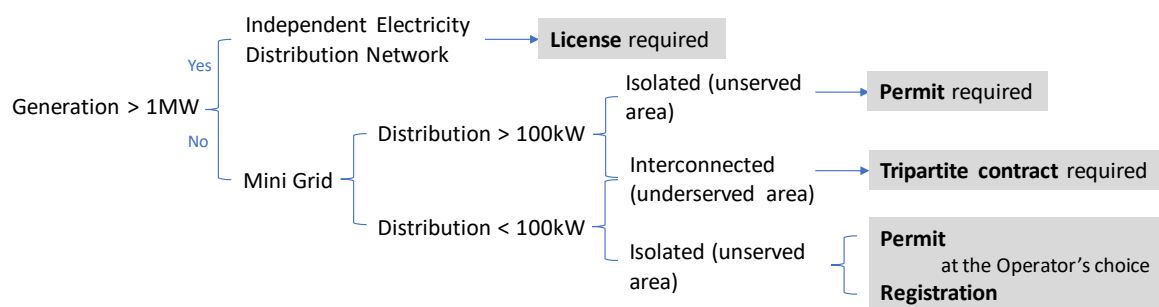 Independent Electricity
Distribution Network
License required
Yes
Generation > 1MW
No
Mini Grid
Distribution > 100kW
Isolated (unserved
area)
Permit required
Interconnected
(underserved area)
Tripartite contract required
Distribution < 100kW
Isolated (unserved
area)
Permit
at the Operator's choice
Registration